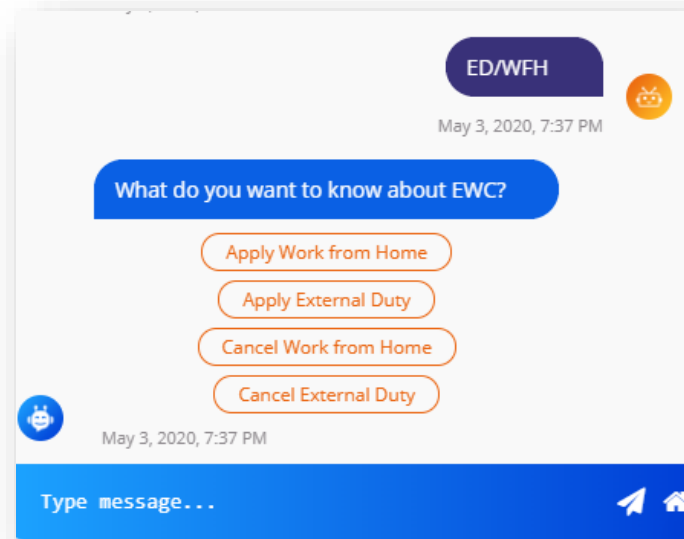 ED/WFH
May 3, 2020, 7:37 PM
What do you want to know about EWC?
Apply Work from Home
Apply External Duty
Cancel Work from Home
Cancel External Duty
May 3, 2020, 7:37 PM
Type message...